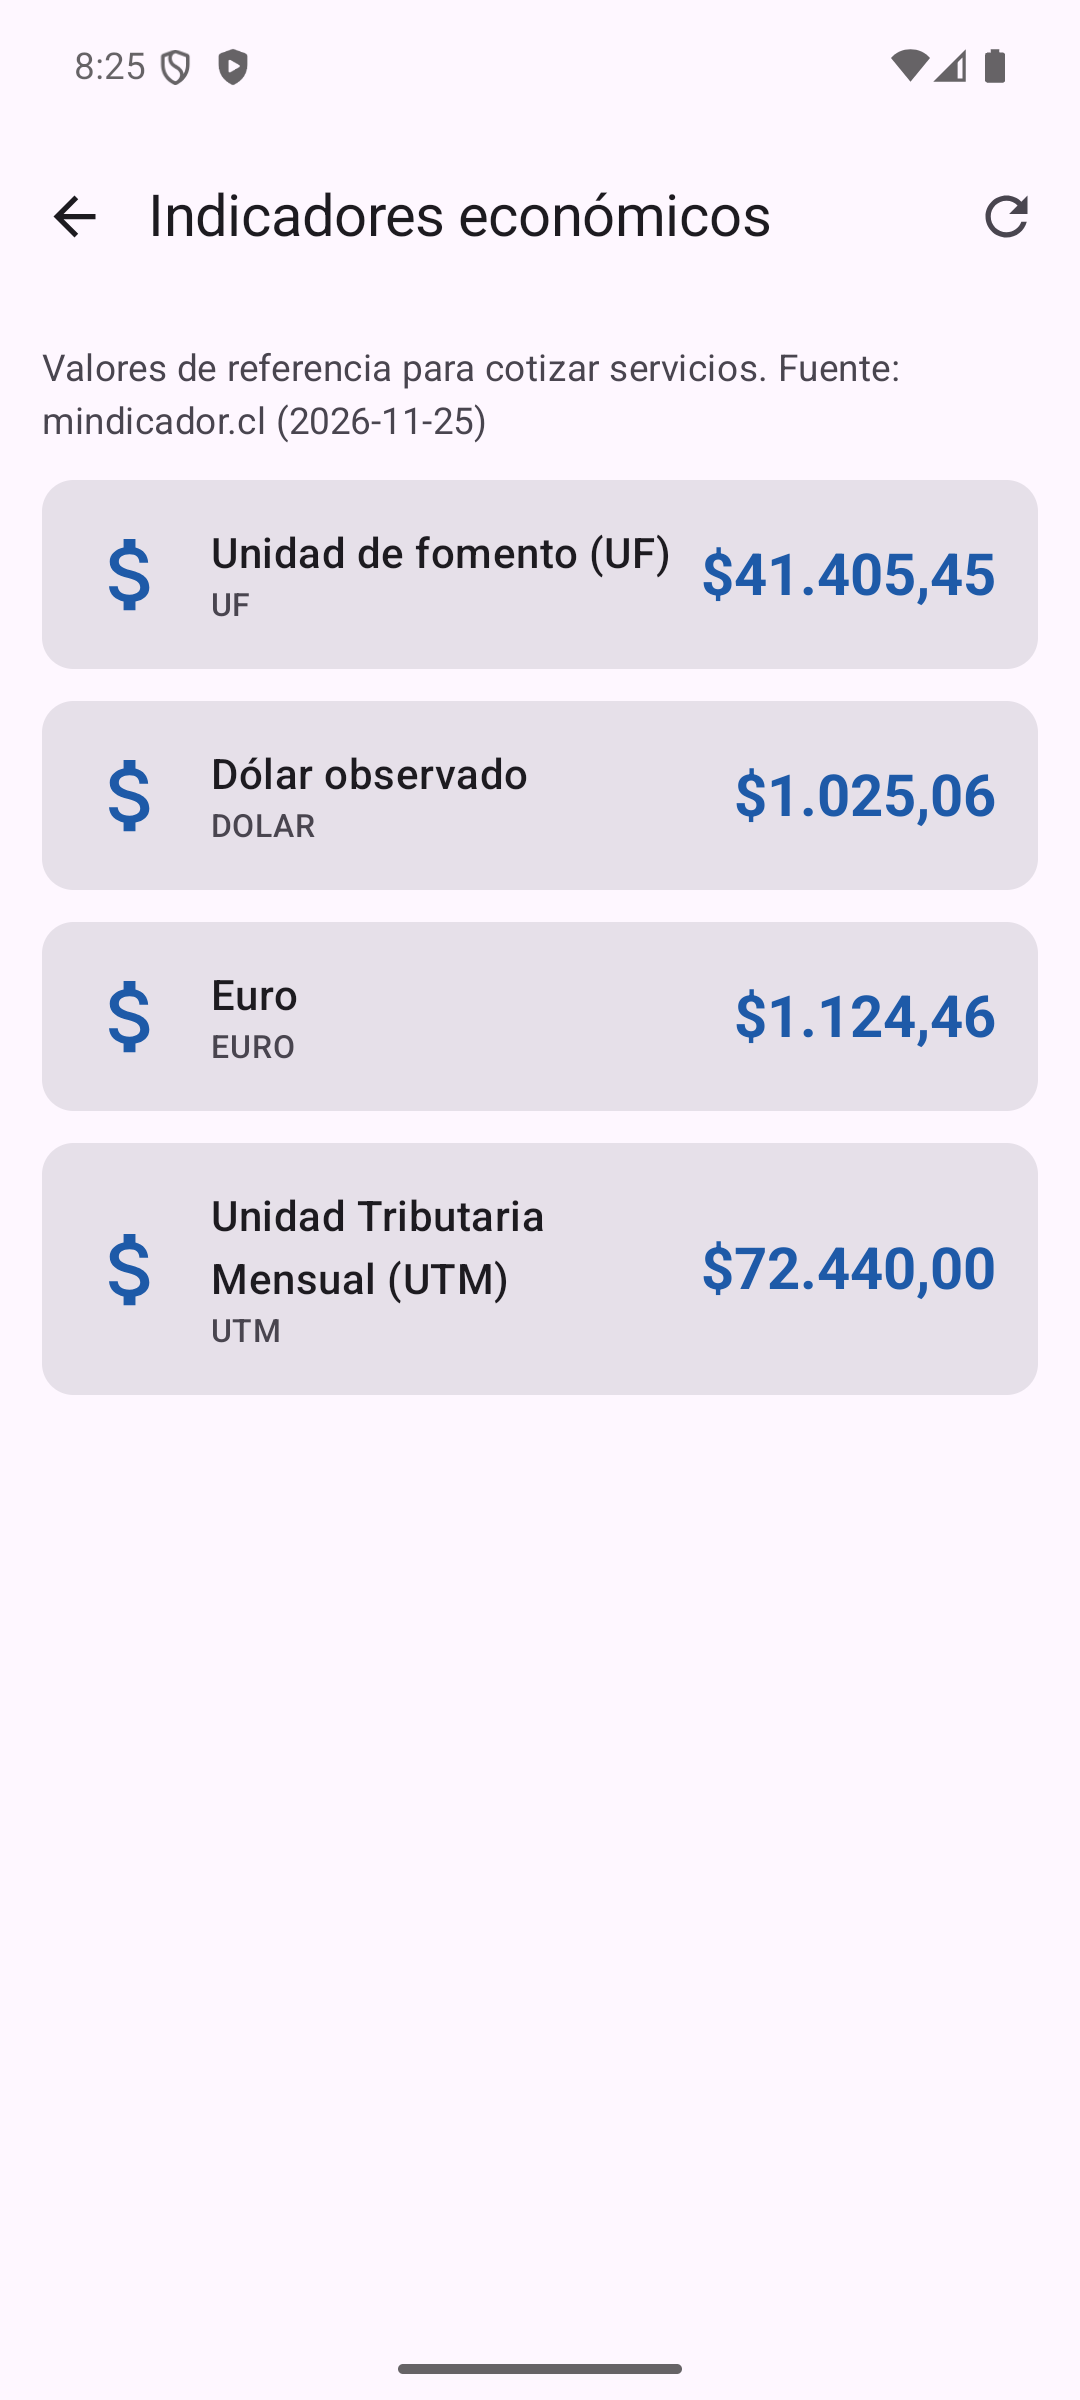 8:25
Indicadores económicos
Valores de referencia para cotizar servicios. Fuente:
mindicador.cl (2026-11-25)
$
Unidad de fomento (UF)
UF
$41.405,45
$
Dólar observado
DOLAR
$1.025,06
$
Euro
EURO
$1.124,46
$
Unidad Tributaria
Mensual (UTM)
UTM
$72.440,00